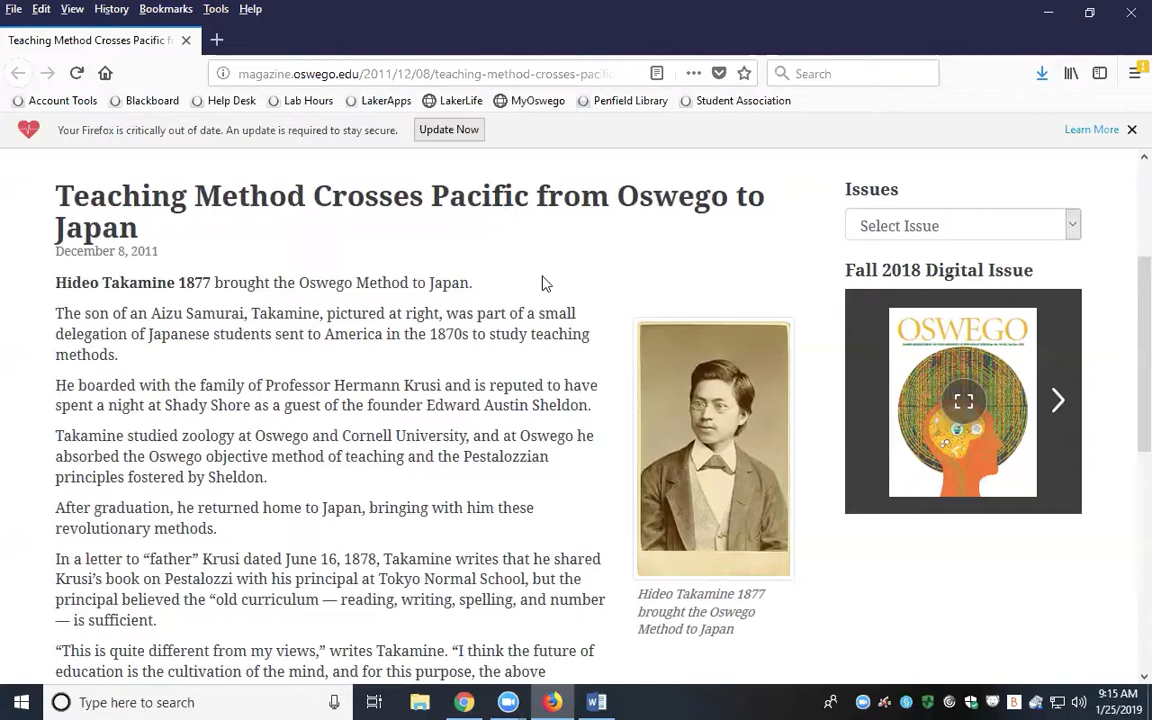 File Edit View History Bookmarks Tools Help
Teaching Method Crosses Pacific f
magazine.oswego.edu/2011/12/08/teaching-method-crosses-pacific
Search
Account Tools Blackboard Help Desk Lab Hours LakerApps LakerLife MyOswego Penfield Library Student Association
Your Firefox is critically out of date. An update is required to stay secure. Update Now Learn More
Teaching Method Crosses Pacific from Oswego to
Japan
December 8, 2011
Hideo Takamine 1877 brought the Oswego Method to Japan.
The son of an Aizu Samurai, Takamine, pictured at right, was part of a small
delegation of Japanese students sent to America in the 1870s to study teaching
methods.
He boarded with the family of Professor Hermann Krusi and is reputed to have
spent a night at Shady Shore as a guest of the founder Edward Austin Sheldon.
Takamine studied zoology at Oswego and Cornell University, and at Oswego he
absorbed the Oswego objective method of teaching and the Pestalozzian
principles fostered by Sheldon.
After graduation, he returned home to Japan, bringing with him these
revolutionary methods.
In a letter to “father” Krusi dated June 16, 1878, Takamine writes that he shared
Krusi’s book on Pestalozzi with his principal at Tokyo Normal School, but the
principal believed the “old curriculum — reading, writing, spelling, and number
— is sufficient.
“This is quite different from my views,” writes Takamine. “I think the future of
education is the cultivation of the mind, and for this purpose, the above
Hideo Takamine 1877
brought the Oswego
Method to Japan
Issues
Select Issue
Fall 2018 Digital Issue
OSWEGO
Type here to search
9:15 AM
1/25/2019